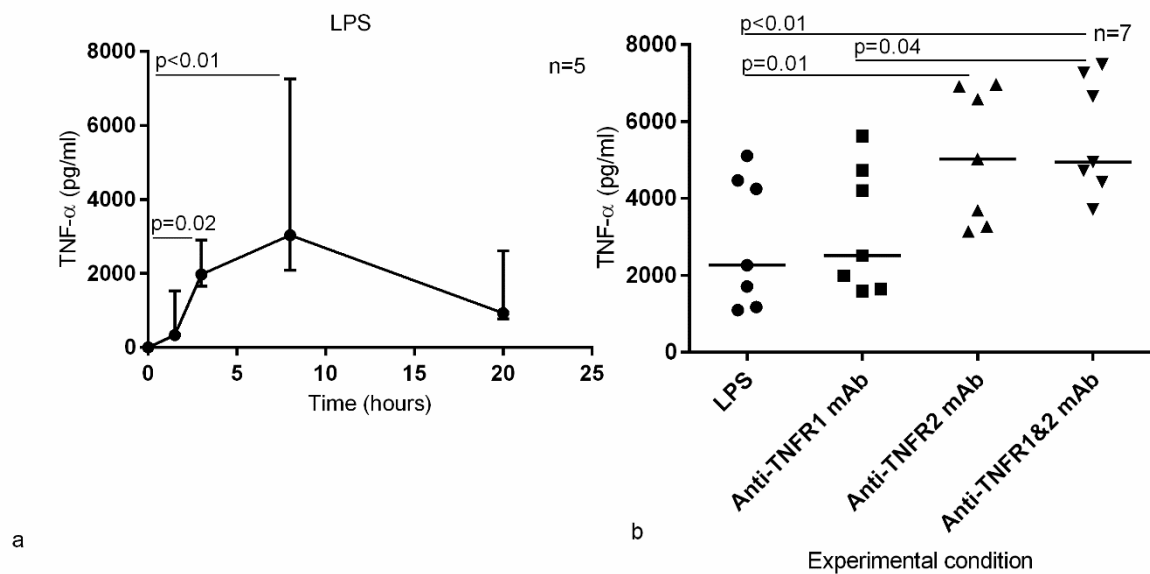 LPS
n=5
p<0.01
p=0.02
TNF-α (pg/ml)
8000
6000
4000
2000
0
0 5 10 15 20 25
Time (hours)
a
p<0.01
n=7
p=0.04
p=0.01
TNF-α (pg/ml)
8000
6000
4000
2000
0
LPS
Anti-TNFR1 mAb
Anti-TNFR2 mAb
Anti-TNFR1&2 mAb
Experimental condition
b